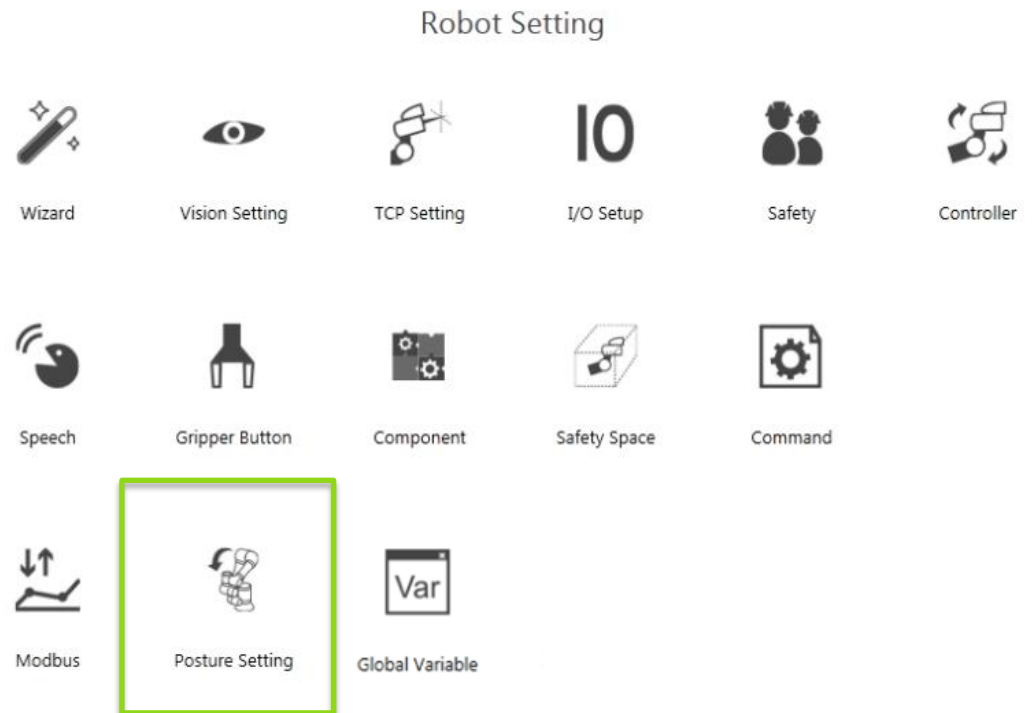 Robot Setting
IO
Wizard
Vision Setting
TCP Setting
I/O Setup
Safety
Controller
Speech
Gripper Button
Component
Safety Space
Command
Var
Modbus
Posture Setting
Global Variable